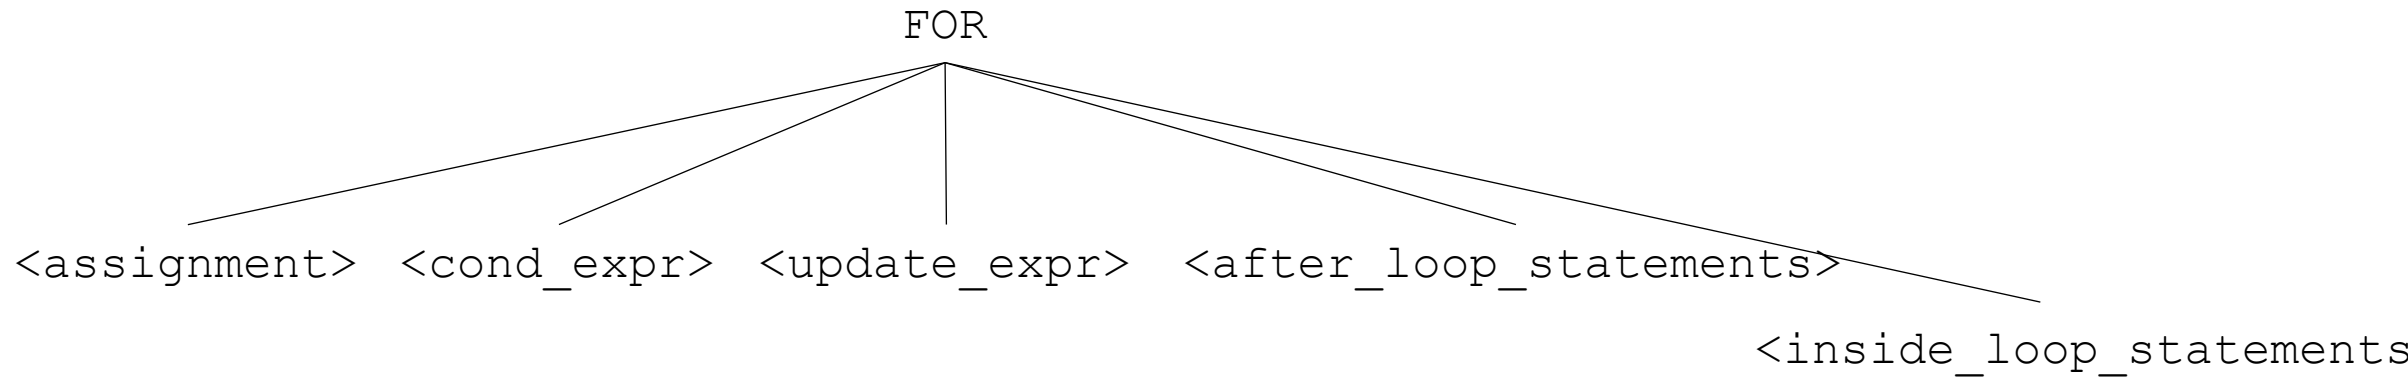 FOR
<assignment> <cond_expr> <update_expr> <after_loop_statements>
<inside_loop_statements